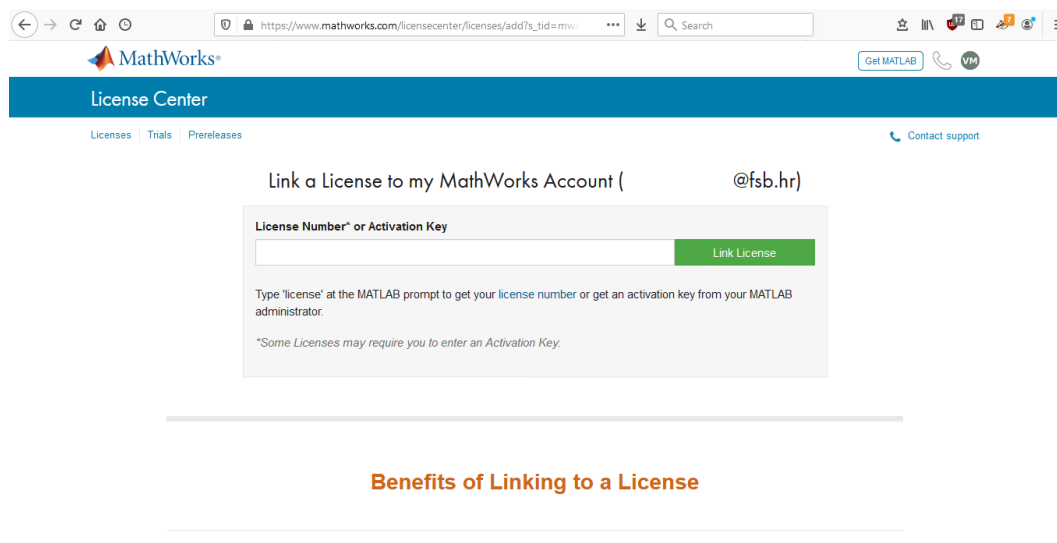 https://www.mathworks.com/licensecenter/licenses/add?s_tid=mw
Search
17
7
MathWorks®
Get MATLAB
VM
License Center
Licenses Trials Prereleases
Contact support
Link a License to my MathWorks Account ( @fsb.hr)
License Number* or Activation Key
Link License
Type 'license' at the MATLAB prompt to get your license number or get an activation key from your MATLAB
administrator.
*Some Licenses may require you to enter an Activation Key.
Benefits of Linking to a License